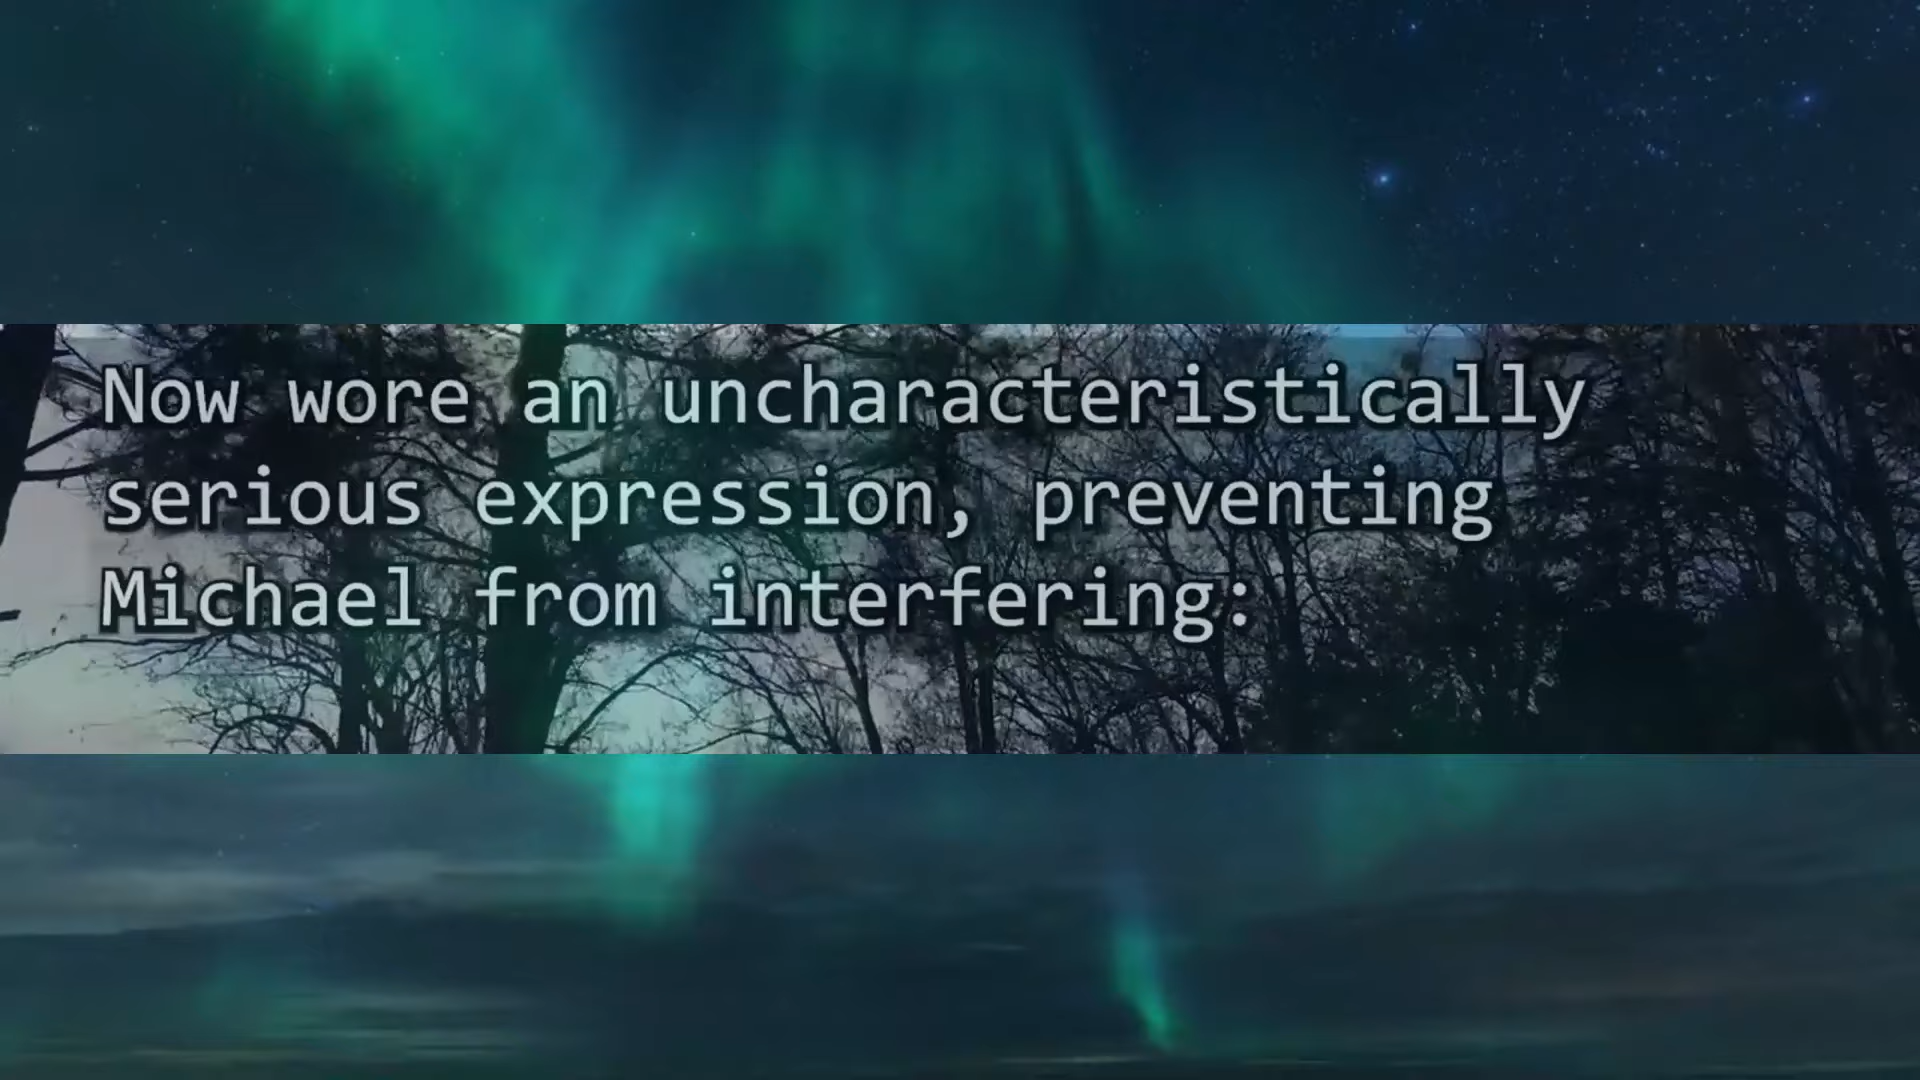 Now wore an uncharacteristically
serious expression, preventing
Michael from interfering: